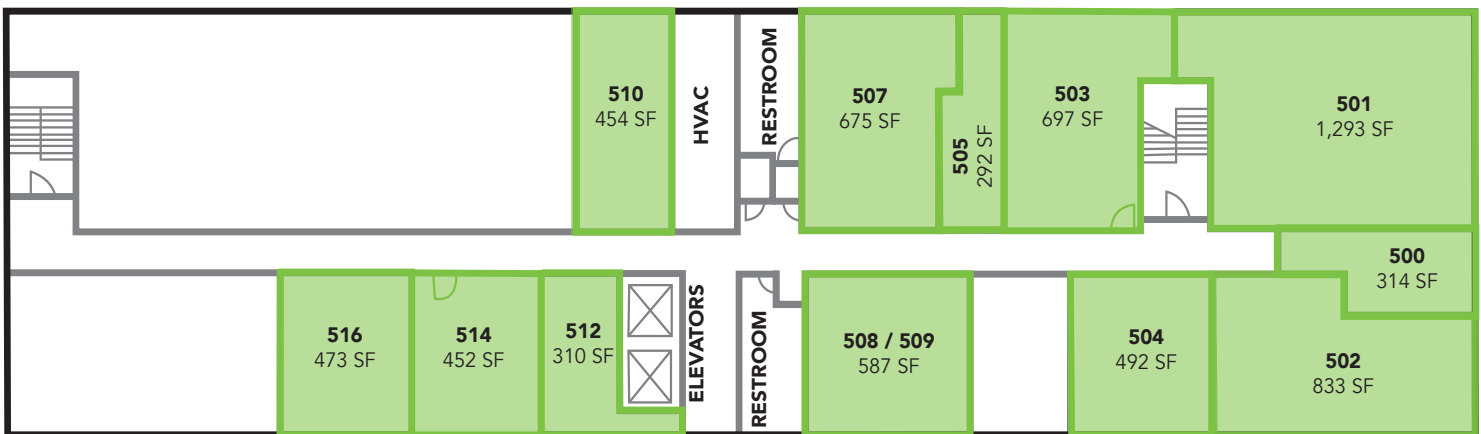 510
454 SF
HVAC
RESTROOM
507
675 SF
505
292 SF
503
697 SF
501
1,293 SF
500
314 SF
516
473 SF
514
452 SF
512
310 SF
ELEVATORS
RESTROOM
508 / 509
587 SF
504
492 SF
502
833 SF